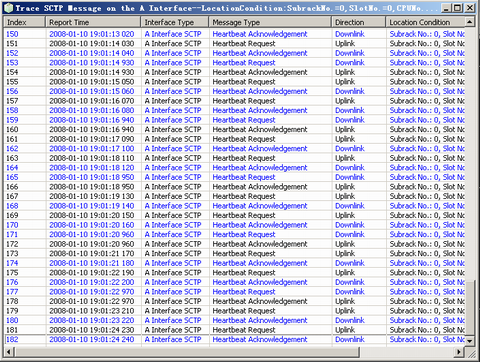 Trace SCTP Message on the A Interface--LocationCondition:SubrackNo.=0,SlotNo.=0,CPUNo...
Index Report Time Interface Type Message Type Direction Location Condition
150 2008-01-10 19:01:13 020 A Interface SCTP Heartbeat Acknowledgement Downlink Subrack No.: 0, Slot No
151 2008-01-10 19:01:14 030 A Interface SCTP Heartbeat Request Uplink Subrack No.: 0, Slot No
152 2008-01-10 19:01:14 040 A Interface SCTP Heartbeat Acknowledgement Downlink Subrack No.: 0, Slot No
153 2008-01-10 19:01:14 930 A Interface SCTP Heartbeat Request Downlink Subrack No.: 0, Slot No
154 2008-01-10 19:01:14 930 A Interface SCTP Heartbeat Acknowledgement Uplink Subrack No.: 0, Slot No
155 2008-01-10 19:01:15 050 A Interface SCTP Heartbeat Request Uplink Subrack No.: 0, Slot No
156 2008-01-10 19:01:15 060 A Interface SCTP Heartbeat Acknowledgement Downlink Subrack No.: 0, Slot No
157 2008-01-10 19:01:16 070 A Interface SCTP Heartbeat Request Uplink Subrack No.: 0, Slot No
158 2008-01-10 19:01:16 080 A Interface SCTP Heartbeat Acknowledgement Downlink Subrack No.: 0, Slot No
159 2008-01-10 19:01:16 940 A Interface SCTP Heartbeat Request Downlink Subrack No.: 0, Slot No
160 2008-01-10 19:01:16 940 A Interface SCTP Heartbeat Acknowledgement Uplink Subrack No.: 0, Slot No
161 2008-01-10 19:01:17 090 A Interface SCTP Heartbeat Request Uplink Subrack No.: 0, Slot No
162 2008-01-10 19:01:17 100 A Interface SCTP Heartbeat Acknowledgement Downlink Subrack No.: 0, Slot No
163 2008-01-10 19:01:18 110 A Interface SCTP Heartbeat Request Uplink Subrack No.: 0, Slot No
164 2008-01-10 19:01:18 120 A Interface SCTP Heartbeat Acknowledgement Downlink Subrack No.: 0, Slot No
165 2008-01-10 19:01:18 950 A Interface SCTP Heartbeat Request Downlink Subrack No.: 0, Slot No
166 2008-01-10 19:01:18 950 A Interface SCTP Heartbeat Acknowledgement Uplink Subrack No.: 0, Slot No
167 2008-01-10 19:01:19 130 A Interface SCTP Heartbeat Request Uplink Subrack No.: 0, Slot No
168 2008-01-10 19:01:19 140 A Interface SCTP Heartbeat Acknowledgement Downlink Subrack No.: 0, Slot No
169 2008-01-10 19:01:20 150 A Interface SCTP Heartbeat Request Uplink Subrack No.: 0, Slot No
170 2008-01-10 19:01:20 160 A Interface SCTP Heartbeat Acknowledgement Downlink Subrack No.: 0, Slot No
171 2008-01-10 19:01:20 960 A Interface SCTP Heartbeat Request Downlink Subrack No.: 0, Slot No
172 2008-01-10 19:01:20 960 A Interface SCTP Heartbeat Acknowledgement Uplink Subrack No.: 0, Slot No
173 2008-01-10 19:01:21 170 A Interface SCTP Heartbeat Request Uplink Subrack No.: 0, Slot No
174 2008-01-10 19:01:21 180 A Interface SCTP Heartbeat Acknowledgement Downlink Subrack No.: 0, Slot No
175 2008-01-10 19:01:22 190 A Interface SCTP Heartbeat Request Uplink Subrack No.: 0, Slot No
176 2008-01-10 19:01:22 200 A Interface SCTP Heartbeat Acknowledgement Downlink Subrack No.: 0, Slot No
177 2008-01-10 19:01:22 970 A Interface SCTP Heartbeat Request Downlink Subrack No.: 0, Slot No
178 2008-01-10 19:01:22 970 A Interface SCTP Heartbeat Acknowledgement Uplink Subrack No.: 0, Slot No
179 2008-01-10 19:01:23 210 A Interface SCTP Heartbeat Request Uplink Subrack No.: 0, Slot No
180 2008-01-10 19:01:23 220 A Interface SCTP Heartbeat Acknowledgement Downlink Subrack No.: 0, Slot No
181 2008-01-10 19:01:24 230 A Interface SCTP Heartbeat Request Uplink Subrack No.: 0, Slot No
182 2008-01-10 19:01:24 240 A Interface SCTP Heartbeat Acknowledgement Downlink Subrack No.: 0, Slot No